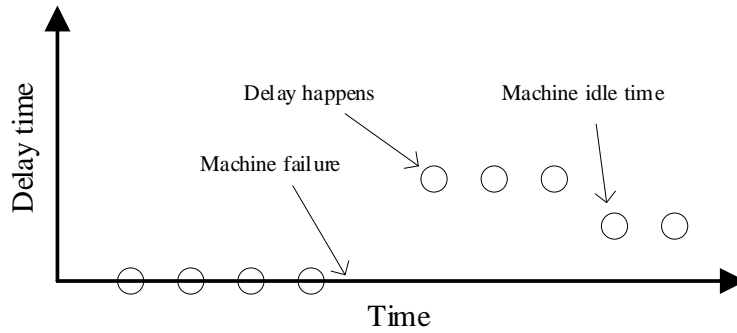 Delay happens
Machine idle time
Machine failure
Delay time
Time